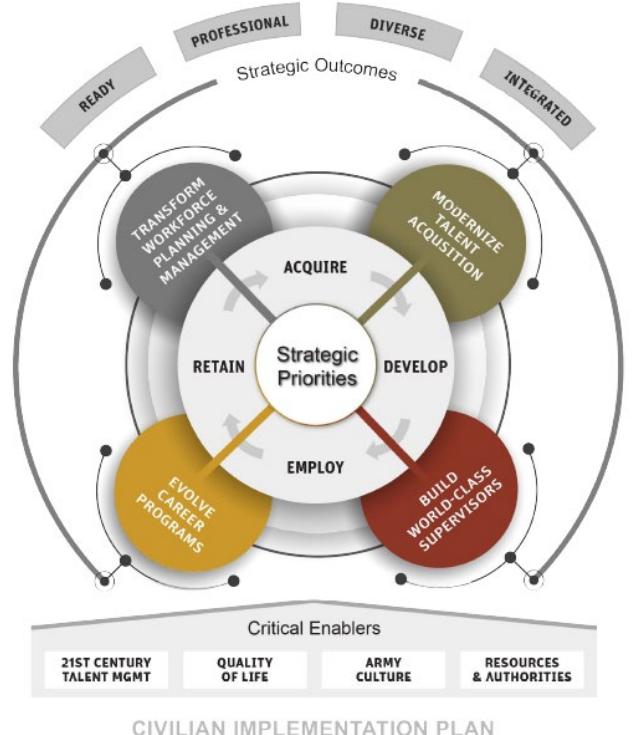 READY
PROFESSIONAL
DIVERSE
INTEGRATED
Strategic Outcomes
TRANSFORM
WORKFORCE
PLANNING &
MANAGEMENT
MODERNIZE
TALENT
ACQUSITION
ACQUIRE
RETAIN
Strategic
Priorities
DEVELOP
EMPLOY
EVOLVE
CAREER
PROGRAMS
BUILD
WORLD-CLASS
SUPERVISORS
Critical Enablers
21ST CENTURY
TALENT MGMT
QUALITY
OF LIFE
ARMY
CULTURE
RESOURCES
& AUTHORITIES
CIVILIAN IMPLEMENTATION PLAN